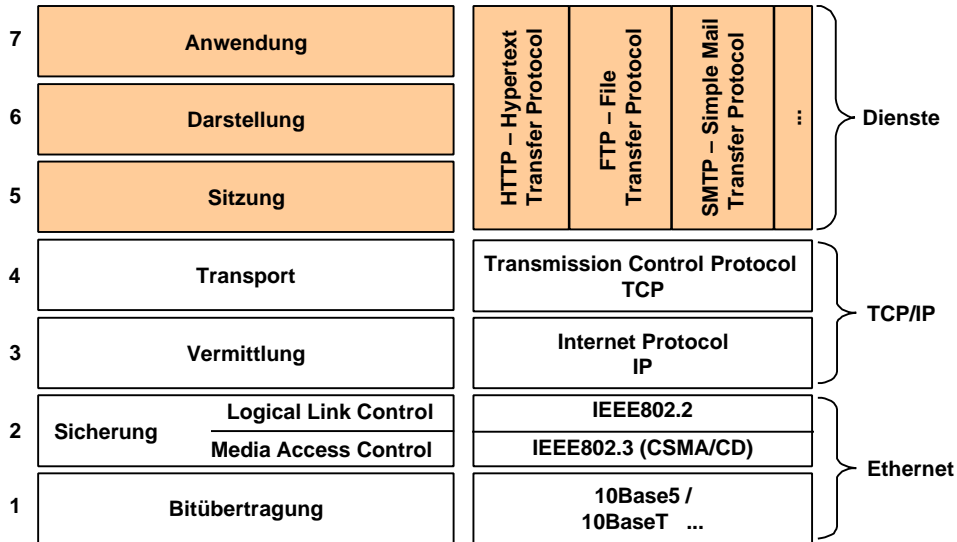 7
Anwendung
6
Darstellung
5
Sitzung
HTTP – Hypertext
Transfer Protocol
FTP – File
Transfer Protocol
SMTP – Simple Mail
Transfer Protocol
...
Dienste
4
Transport
Transmission Control Protocol
TCP
3
Vermittlung
Internet Protocol
IP
TCP/IP
2
Sicherung
Logical Link Control
Media Access Control
IEEE802.2
IEEE802.3 (CSMA/CD)
1
Bitübertragung
10Base5 /
10BaseT ...
Ethernet